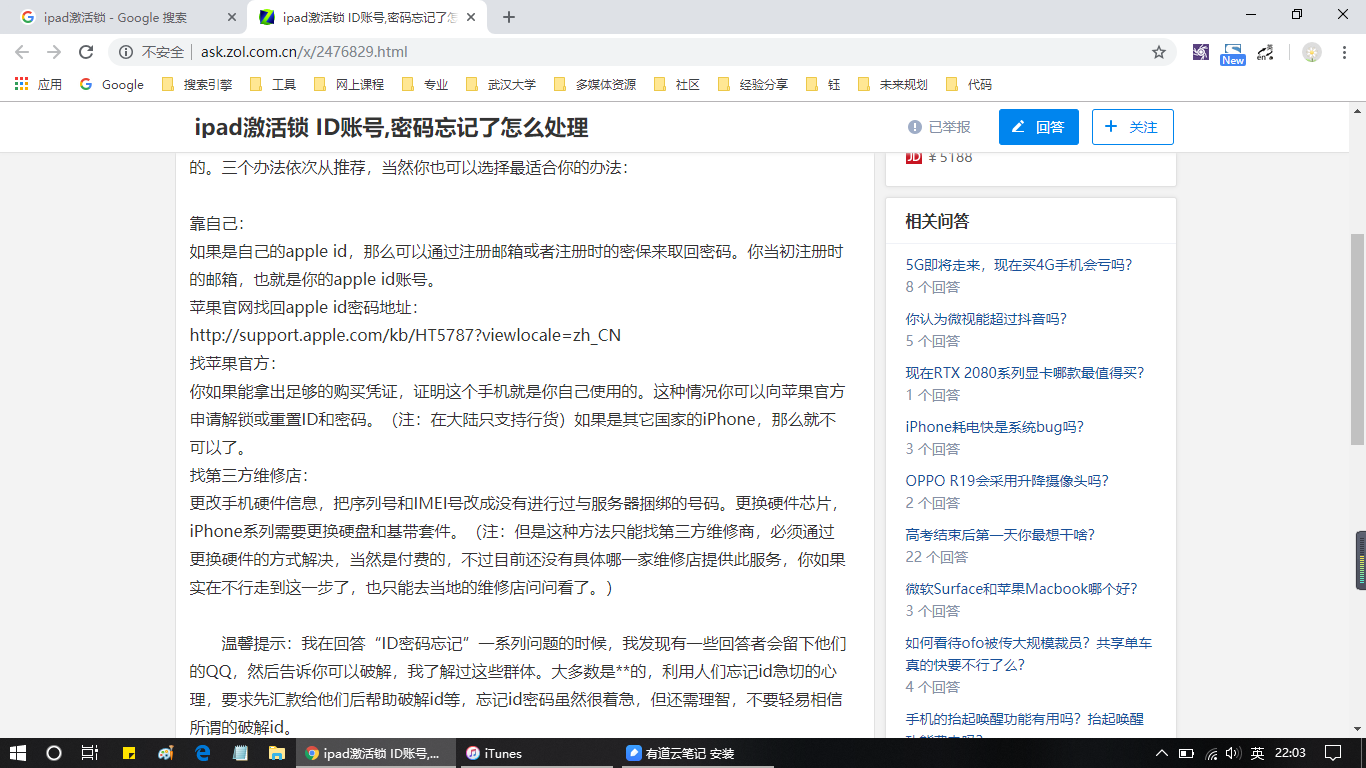 ipad激活锁 - Google 搜索
ipad激活锁 ID账号,密码忘记了怎
不安全
ask.zol.com.cn/x/2476829.html
New
应用
Google
搜索引擎
工具
网上课程
专业
武汉大学
多媒体资源
社区
经验分享
钰
未来规划
代码
ipad激活锁 ID账号,密码忘记了怎么处理
已举报
回答
关注
的。三个办法依次从推荐，当然你也可以选择最适合你的办法：
靠自己：
如果是自己的apple id，那么可以通过注册邮箱或者注册时的密保来取回密码。你当初注册时
的邮箱，也就是你的apple id账号。
苹果官网找回apple id密码地址：
http://support.apple.com/kb/HT5787?viewlocale=zh_CN
找苹果官方：
你如果能拿出足够的购买凭证，证明这个手机就是你自己使用的。这种情况你可以向苹果官方
申请解锁或重置ID和密码。（注：在大陆只支持行货）如果是其它国家的iPhone，那么就不
可以了。
找第三方维修店：
更改手机硬件信息，把序列号和IMEI号改成没有进行过与服务器捆绑的号码。更换硬件芯片，
iPhone系列需要更换硬盘和基带套件。（注：但是这种方法只能找第三方维修商，必须通过
更换硬件的方式解决，当然是付费的，不过目前还没有具体哪一家维修店提供此服务，你如果
实在不行走到这一步了，也只能去当地的维修店问问看了。）
温馨提示：我在回答“ID密码忘记”一系列问题的时候，我发现有一些回答者会留下他们
的QQ，然后告诉你可以破解，我了解过这些群体。大多数是**的，利用人们忘记id急切的心
理，要求先汇款给他们后帮助破解id等，忘记id密码虽然很着急，但还需理智，不要轻易相信
所谓的破解id。
JD ￥5188
相关问答
5G即将走来，现在买4G手机会亏吗？
8 个回答
你认为微视能超过抖音吗？
5 个回答
现在RTX 2080系列显卡哪款最值得买？
1 个回答
iPhone耗电快是系统bug吗？
3 个回答
OPPO R19会采用升降摄像头吗？
2 个回答
高考结束后第一天你最想干啥？
22 个回答
微软Surface和苹果Macbook哪个好？
3 个回答
如何看待ofo被传大规模裁员？共享单车
真的快要不行了么？
4 个回答
手机的抬起唤醒功能有用吗？抬起唤醒
ipad激活锁 ID账号,...
iTunes
有道云笔记 安装
英
22:03